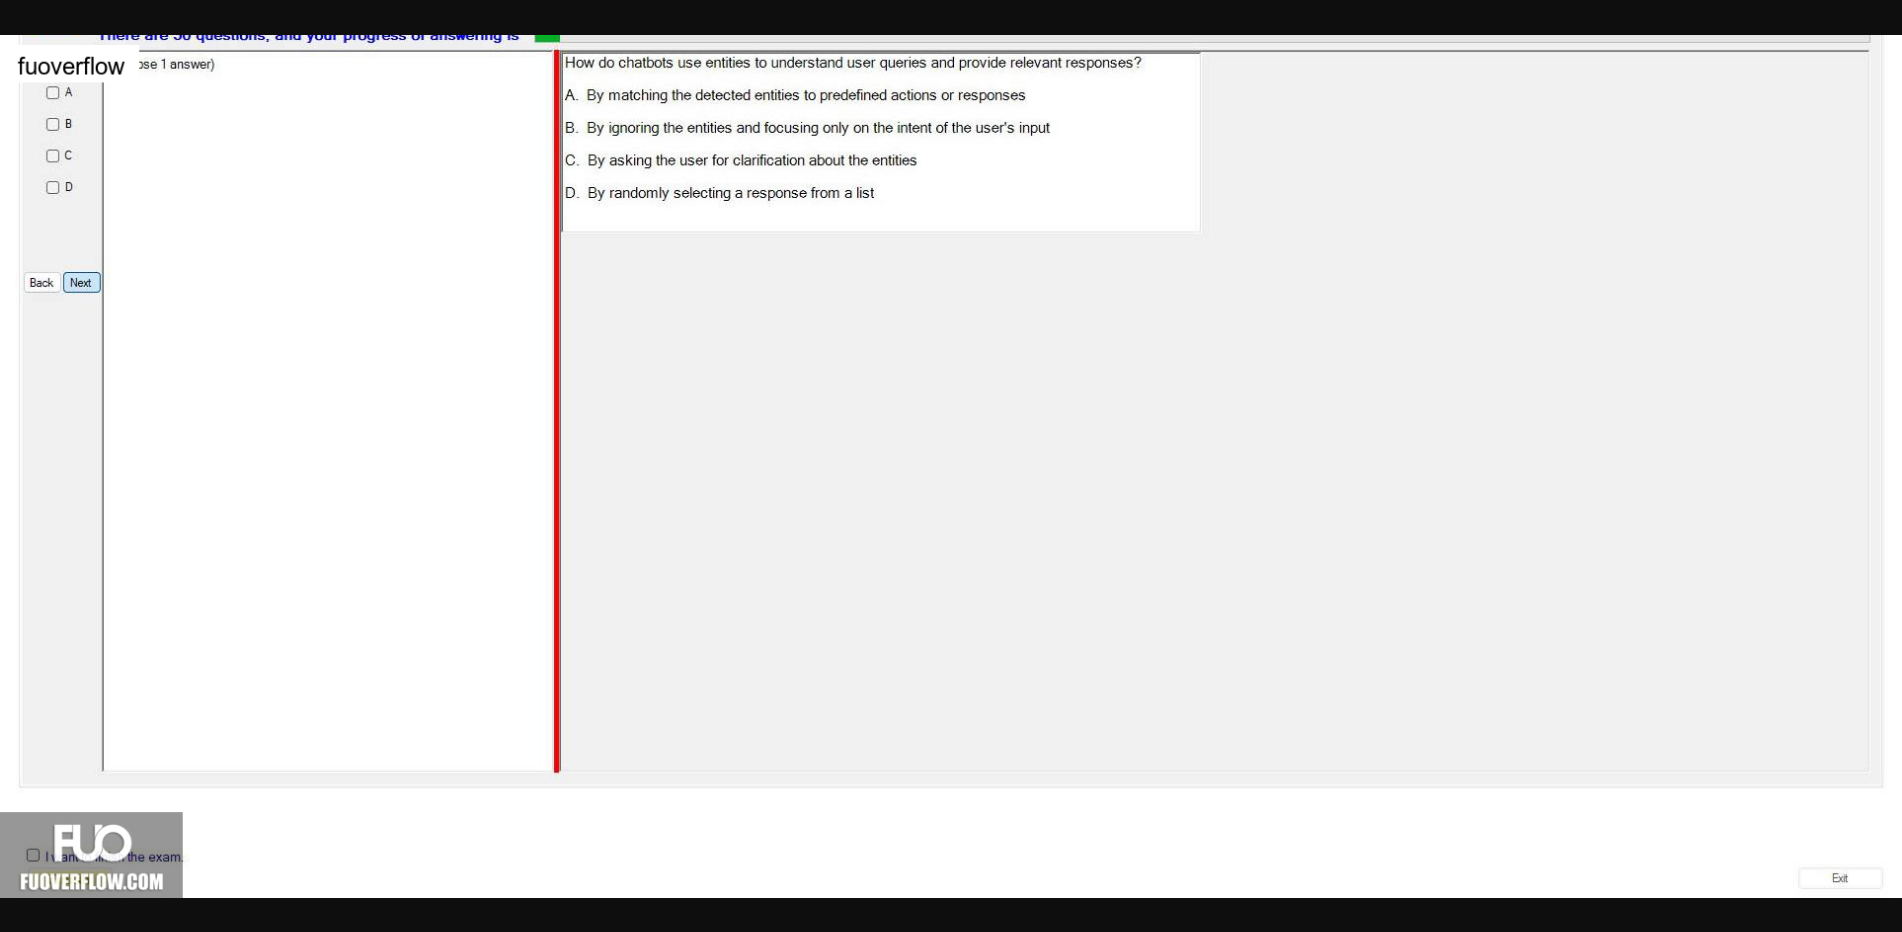 There are 50 questions, and your progress of answering is
fuoverflow
ose 1 answer)
A
B
C
D
Back Next
How do chatbots use entities to understand user queries and provide relevant responses?
A. By matching the detected entities to predefined actions or responses
B. By ignoring the entities and focusing only on the intent of the user's input
C. By asking the user for clarification about the entities
D. By randomly selecting a response from a list
FUO
I want the exam.
FUOVERFLOW.COM
Exit